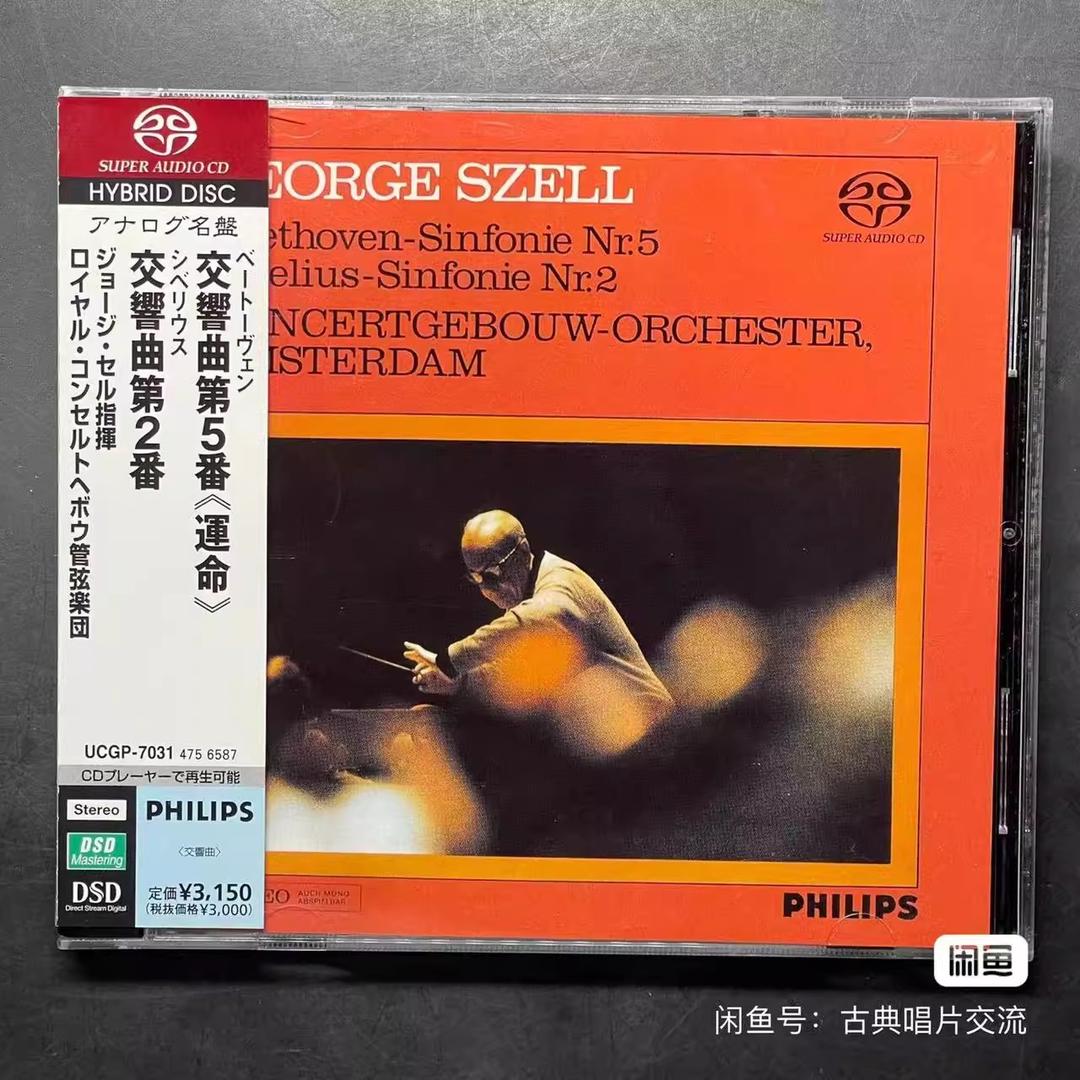 SUPER AUDIO CD
HYBRID DISC
アナログ名盤
ベートーヴェン
交響曲第5番《運命》
シベリウス
交響曲第2番
ジョージ・セル指揮
ロイヤル・コンセルトヘボウ管弦楽団
UCGP-7031 475 6587
CDプレーヤーで再生可能
Stereo
DSD
Mastering
DSD
Direct Stream Digital
PHILIPS
〈交響曲〉
定価¥3,150
(税抜価格¥3,000)
EORGE SZELL
ethoven-Sinfonie Nr.5
elius-Sinfonie Nr.2
NCERTGEBOUW-ORCHESTER,
MSTERDAM
SUPER AUDIO CD
EO
AUCH MONO
ABSPIELBAR
PHILIPS
闲鱼
闲鱼号：古典唱片交流